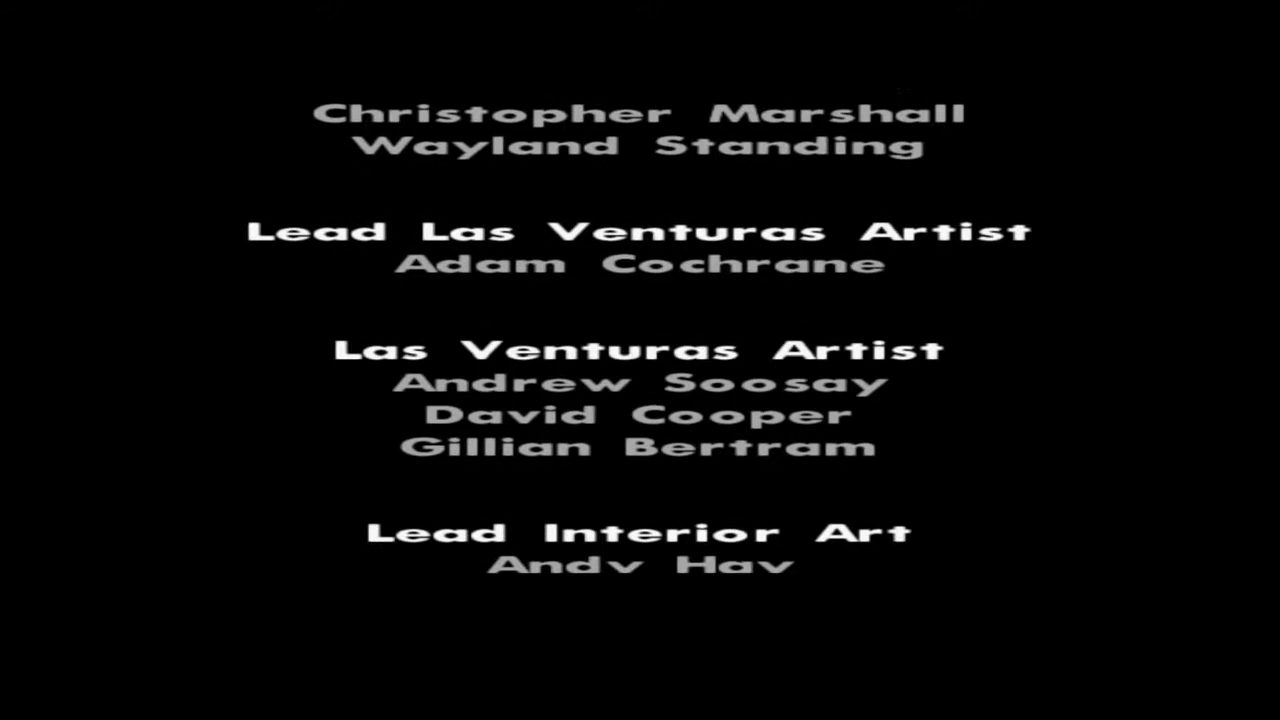 Christopher Marshall
Wayland Standing
Lead Las Venturas Artist
Adam Cochrane
Las Venturas Artist
Andrew Soosay
David Cooper
Gillian Bertram
Lead Interior Art
Andy Hay